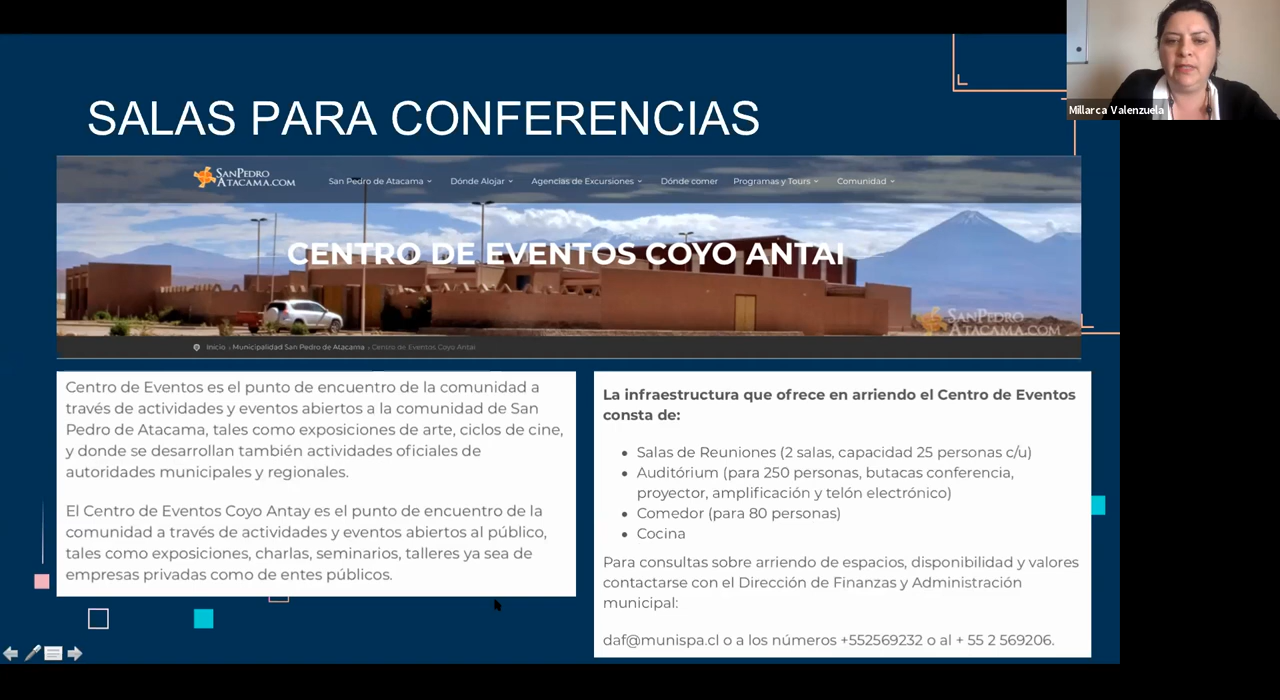 Millarca Valenzuela
SALAS PARA CONFERENCIAS
SANPEDRO
ATACAMA.COM
San Pedro de Atacama
Dónde Alojar
Agencias de Excursiones
Dónde comer
Programas y Tours
Comunidad
CENTRO DE EVENTOS COYO ANTAI
SANPEDRO
ATACAMA.COM
Inicio › Municipalidad San Pedro de Atacama › Centro de Eventos Coyo Antai
Centro de Eventos es el punto de encuentro de la comunidad a
través de actividades y eventos abiertos a la comunidad de San
Pedro de Atacama, tales como exposiciones de arte, ciclos de cine,
y donde se desarrollan también actividades oficiales de
autoridades municipales y regionales.
El Centro de Eventos Coyo Antay es el punto de encuentro de la
comunidad a través de actividades y eventos abiertos al público,
tales como exposiciones, charlas, seminarios, talleres ya sea de
empresas privadas como de entes públicos.
La infraestructura que ofrece en arriendo el Centro de Eventos
consta de:
• Salas de Reuniones (2 salas, capacidad 25 personas c/u)
• Auditórium (para 250 personas, butacas conferencia,
proyector, amplificación y telón electrónico)
• Comedor (para 80 personas)
• Cocina
Para consultas sobre arriendo de espacios, disponibilidad y valores
contactarse con el Dirección de Finanzas y Administración
municipal:
daf@munispa.cl o a los números +552569232 o al + 55 2 569206.